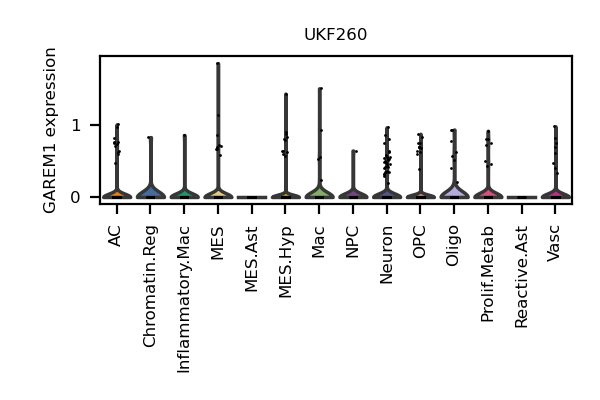 UKF260
GAREM1 expression
1
0
AC
Chromatin.Reg
Inflammatory.Mac
MES
MES.Ast
MES.Hyp
Mac
NPC
Neuron
OPC
Oligo
Prolif.Metab
Reactive.Ast
Vasc